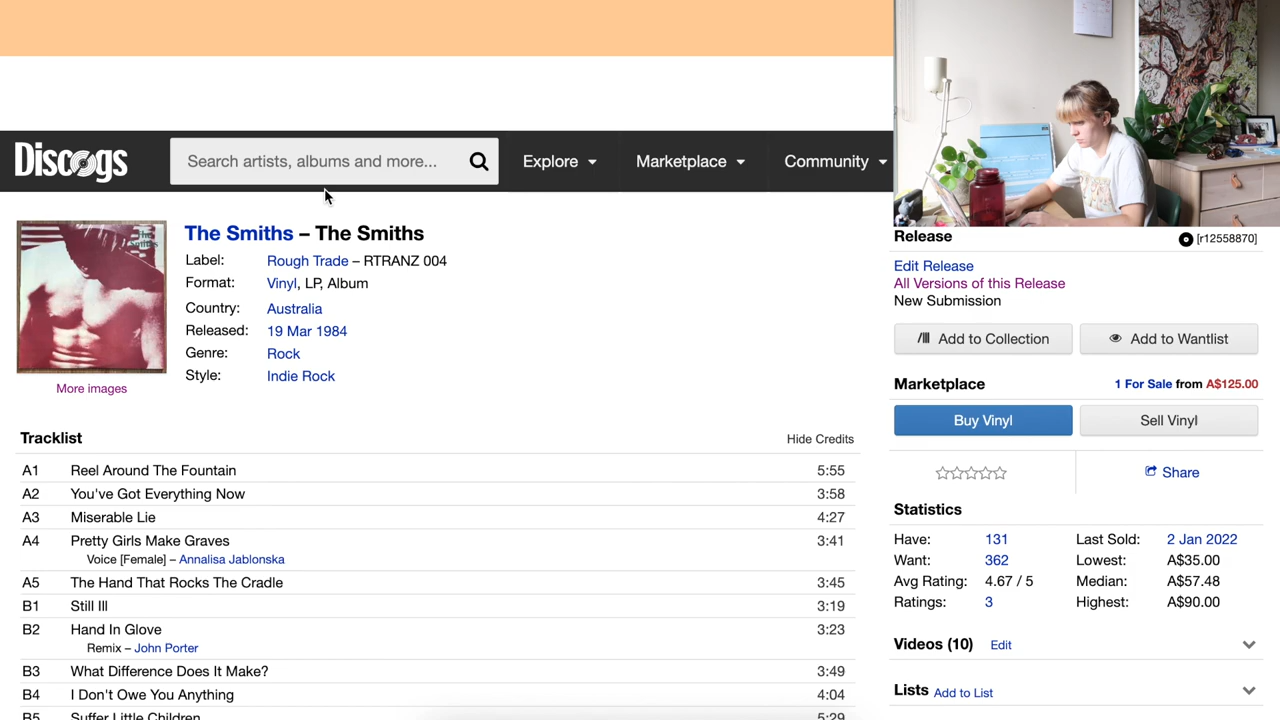 Discogs
Search artists, albums and more...
Explore
Marketplace
Community
The Smiths – The Smiths
Label: Rough Trade – RTRANZ 004
Format: Vinyl, LP, Album
Country: Australia
Released: 19 Mar 1984
Genre: Rock
Style: Indie Rock
The Smiths
More images
Tracklist
Hide Credits
A1 Reel Around The Fountain 5:55
A2 You've Got Everything Now 3:58
A3 Miserable Lie 4:27
A4 Pretty Girls Make Graves 3:41
Voice [Female] – Annalisa Jablonska
A5 The Hand That Rocks The Cradle 3:45
B1 Still Ill 3:19
B2 Hand In Glove 3:23
Remix – John Porter
B3 What Difference Does It Make? 3:49
B4 I Don't Owe You Anything 4:04
B5 Suffer Little Children 5:29
Release
[r12558870]
Edit Release
All Versions of this Release
New Submission
Add to Collection
Add to Wantlist
Marketplace
1 For Sale from A$125.00
Buy Vinyl
Sell Vinyl
Share
Statistics
Have: 131
Want: 362
Avg Rating: 4.67 / 5
Ratings: 3
Last Sold: 2 Jan 2022
Lowest: A$35.00
Median: A$57.48
Highest: A$90.00
Videos (10) Edit
Lists Add to List